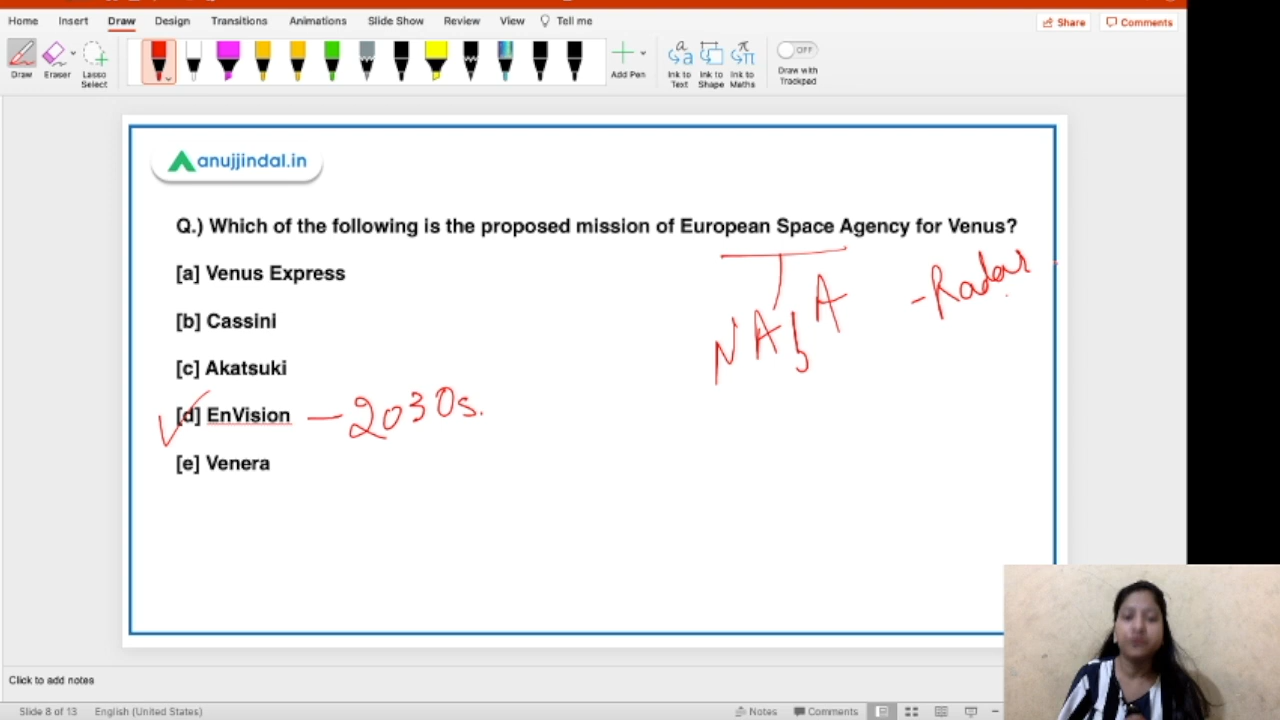 Home Insert Draw Design Transitions Animations Slide Show Review View Tell me Share Comments
Draw Eraser Lasso Select Add Pen Ink to Text Ink to Shape Ink to Maths OFF Draw with Trackpad
anujjindal.in
Q.) Which of the following is the proposed mission of European Space Agency for Venus?
[a] Venus Express
- Radar
[b] Cassini
NASA
[c] Akatsuki
[d] EnVision – 2030s.
[e] Venera
Click to add notes
Slide 8 of 13 English (United States) Notes Comments